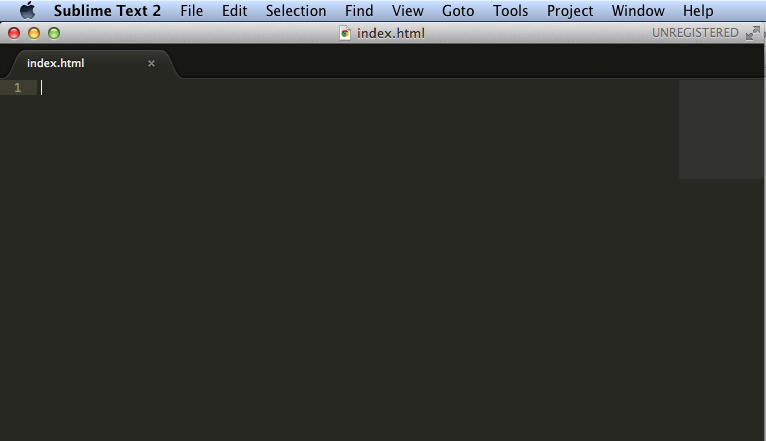 Sublime Text 2 File Edit Selection Find View Goto Tools Project Window Help
index.html UNREGISTERED
index.html ×
1